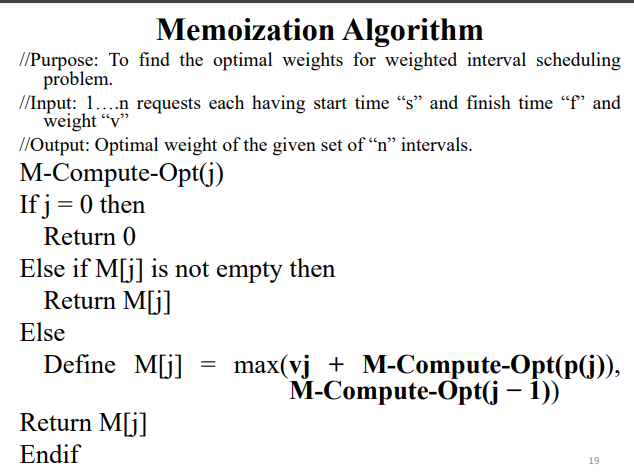 Memoization Algorithm
//Purpose: To find the optimal weights for weighted interval scheduling
problem.
//Input: 1….n requests each having start time “s” and finish time “f” and
weight “v”
//Output: Optimal weight of the given set of “n” intervals.
M-Compute-Opt(j)
If j = 0 then
Return 0
Else if M[j] is not empty then
Return M[j]
Else
Define M[j] = max(vj + M-Compute-Opt(p(j)),
M-Compute-Opt(j − 1))
Return M[j]
Endif
19